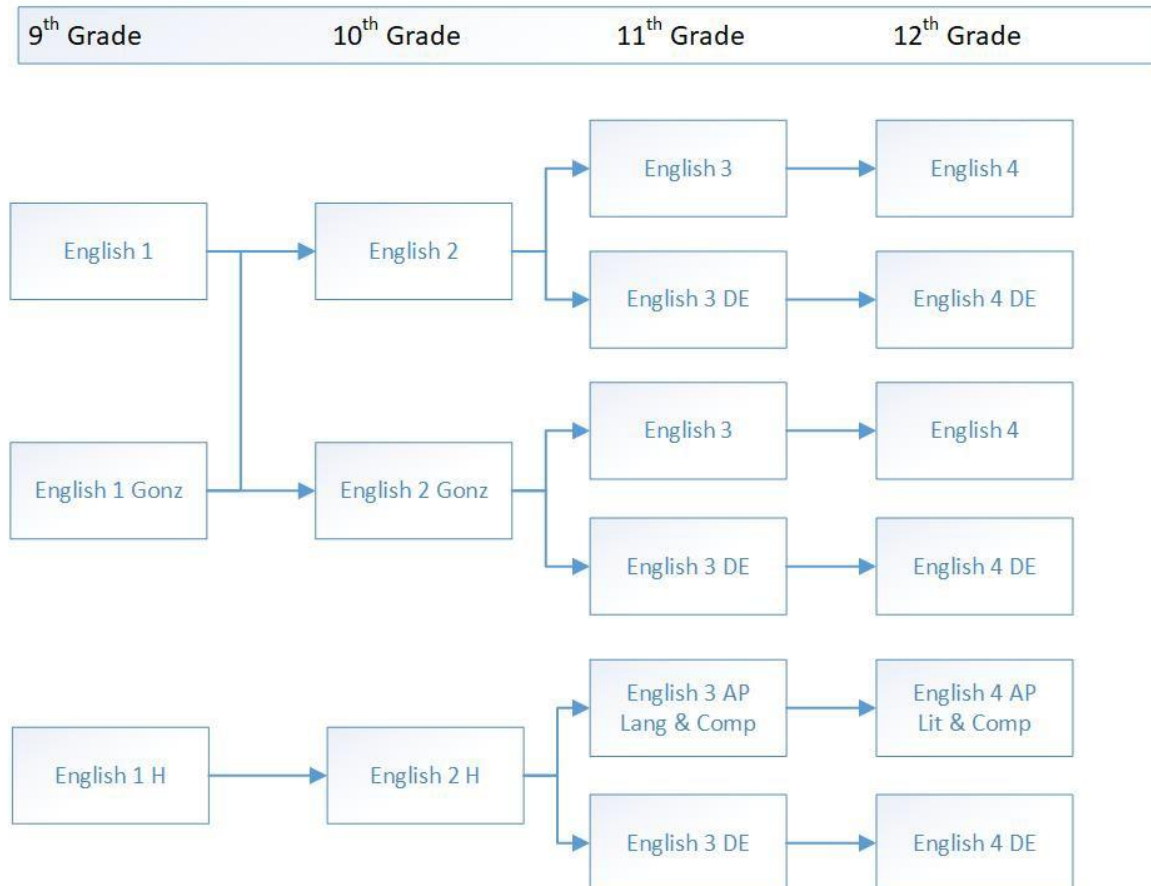 9th Grade 10th Grade 11th Grade 12th Grade
English 3 English 4
English 1 English 2
English 3 DE English 4 DE
English 3 English 4
English 1 Gonz English 2 Gonz
English 3 DE English 4 DE
English 3 AP English 4 AP
Lang & Comp Lit & Comp
English 1 H English 2 H
English 3 DE English 4 DE